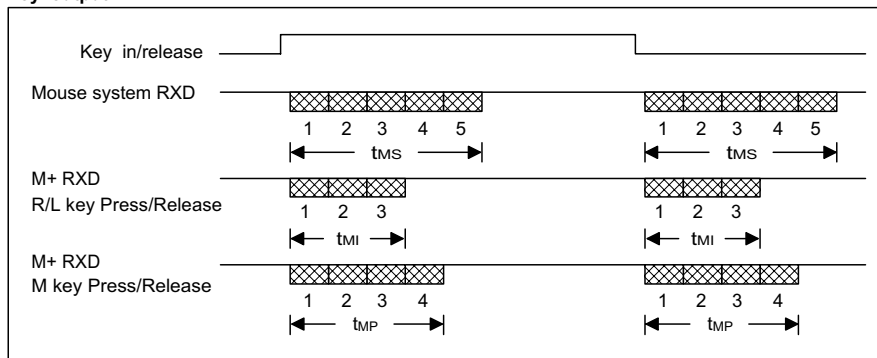 Key in/release
Mouse system RXD
1 2 3 4 5 1 2 3 4 5
tMS tMS
M+ RXD
R/L key Press/Release
1 2 3 1 2 3
tMI tMI
M+ RXD
M key Press/Release
1 2 3 4 1 2 3 4
tMP tMP